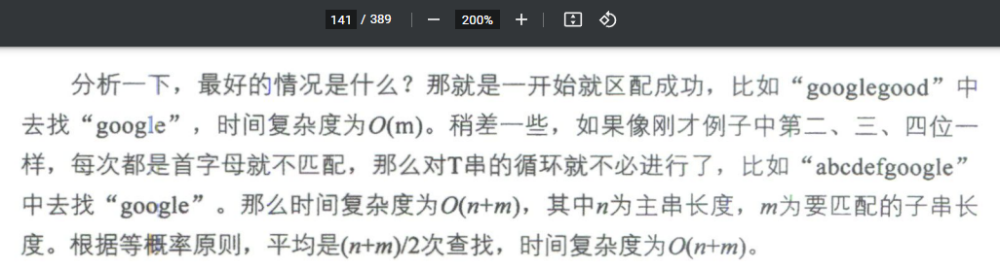 141 / 389 — 200% +
分析一下，最好的情况是什么？那就是一开始就区配成功，比如“googlegood”中
去找“google”，时间复杂度为O(m)。稍差一些，如果像刚才例子中第二、三、四位一
样，每次都是首字母就不匹配，那么对T串的循环就不必进行了，比如“abcdefgoogle”
中去找“google”。那么时间复杂度为O(n+m)，其中n为主串长度，m为要匹配的子串长
度。根据等概率原则，平均是(n+m)/2次查找，时间复杂度为O(n+m)。